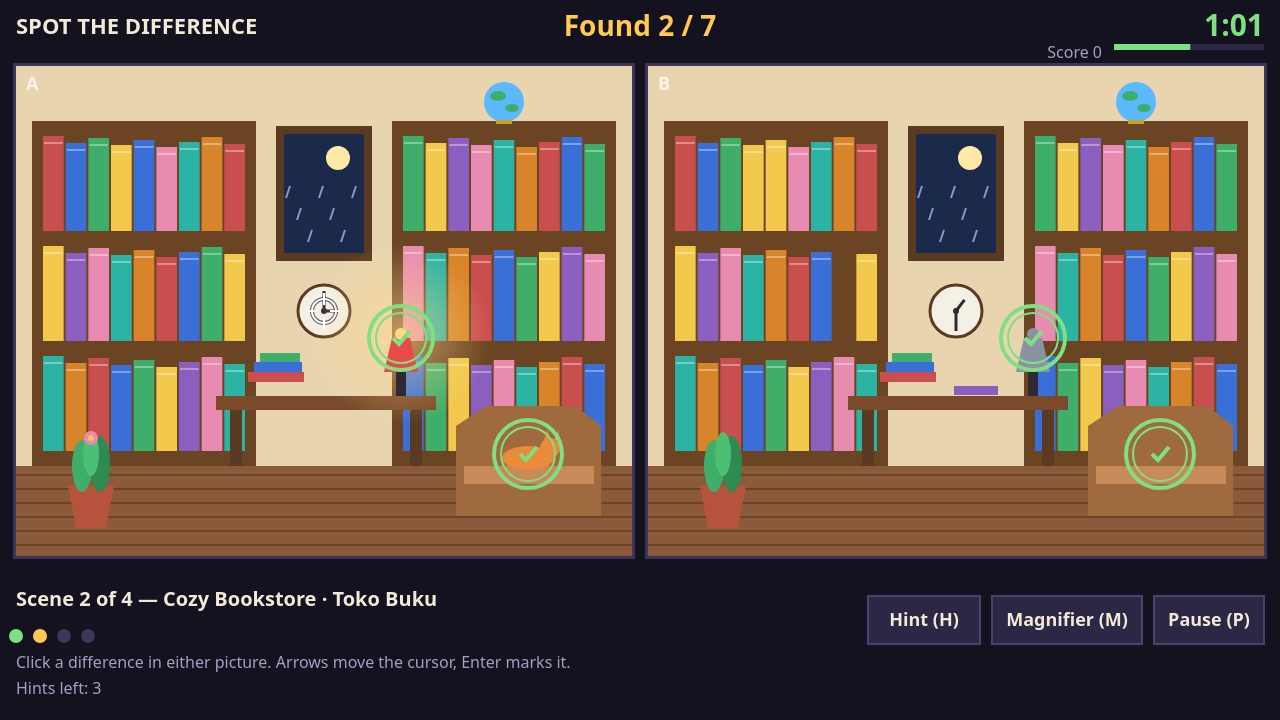 SPOT THE DIFFERENCE
Found 2 / 7
1:01
Score 0
A
B
Scene 2 of 4 — Cozy Bookstore · Toko Buku
Hint (H)
Magnifier (M)
Pause (P)
Click a difference in either picture. Arrows move the cursor, Enter marks it.
Hints left: 3